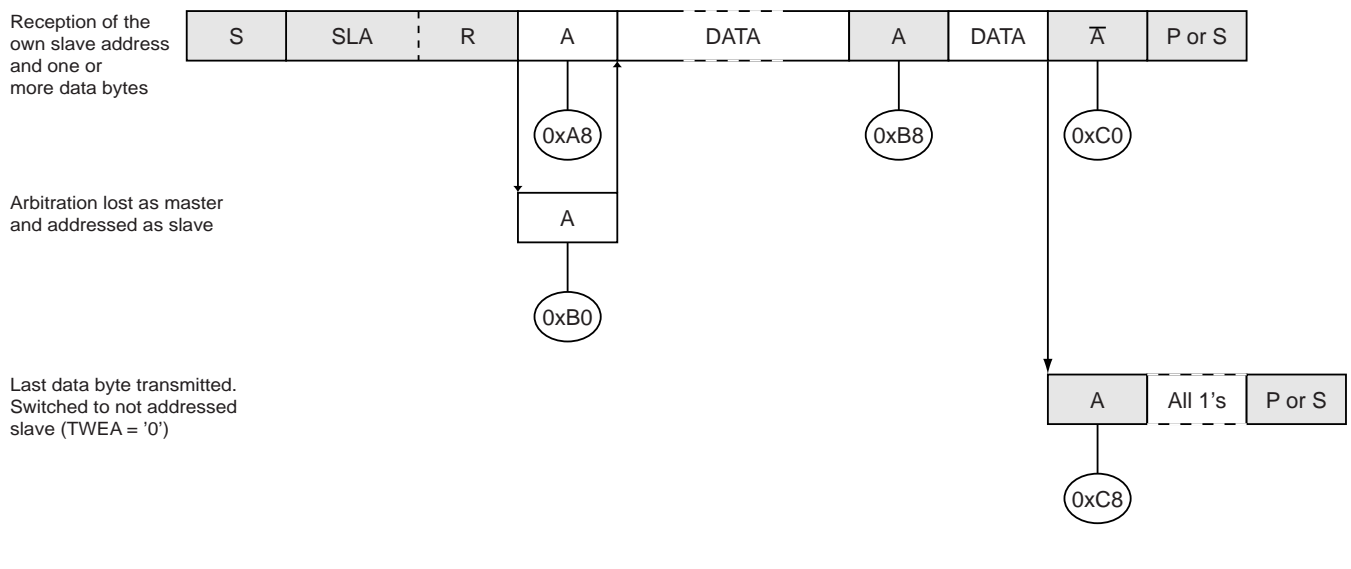 Reception of the
own slave address
and one or
more data bytes
S SLA R A DATA A DATA A̅ P or S
0xA8 0xB8 0xC0
Arbitration lost as master
and addressed as slave
A
0xB0
Last data byte transmitted.
Switched to not addressed
slave (TWEA = '0')
A All 1's P or S
0xC8